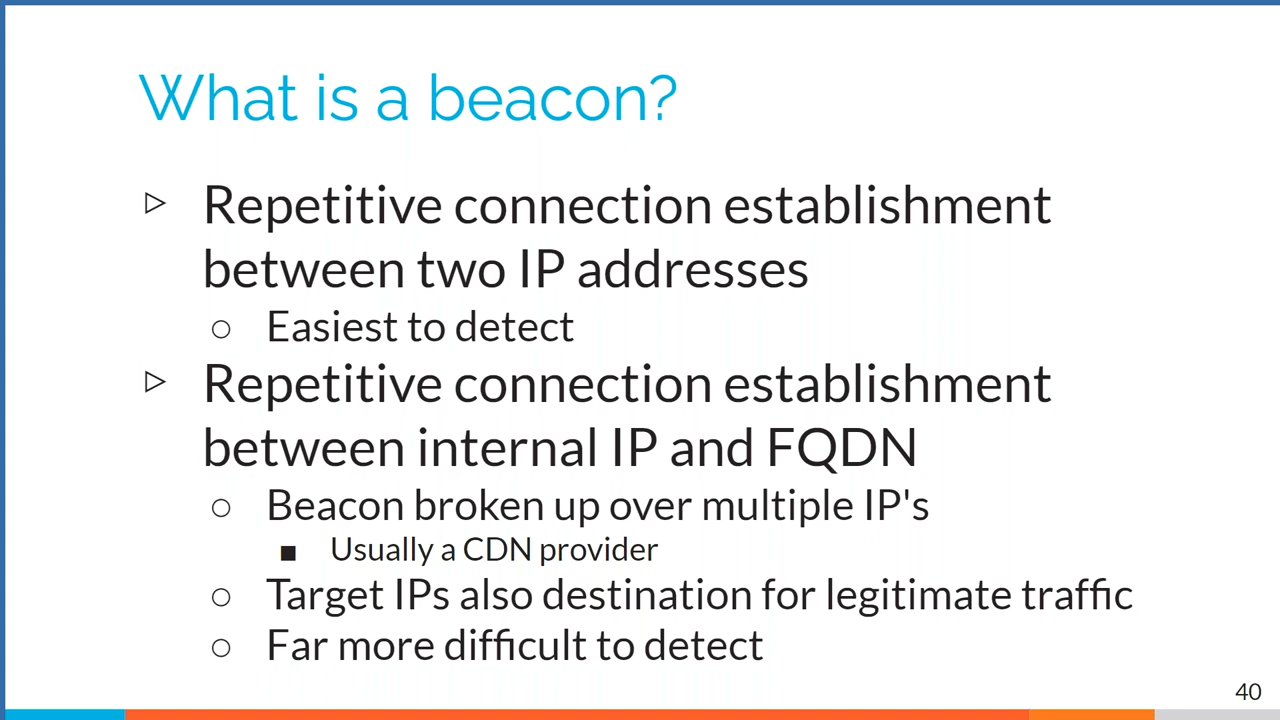 What is a beacon?
▷ Repetitive connection establishment
between two IP addresses
○ Easiest to detect
▷ Repetitive connection establishment
between internal IP and FQDN
○ Beacon broken up over multiple IP's
■ Usually a CDN provider
○ Target IPs also destination for legitimate traffic
○ Far more difficult to detect
40